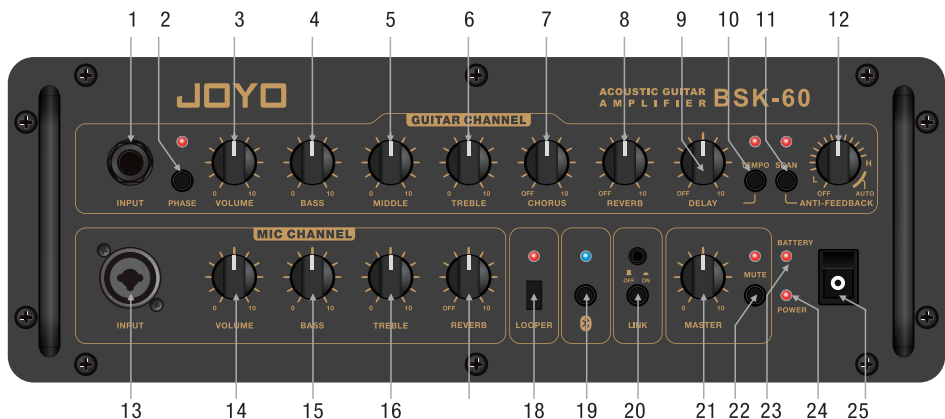 1 2 3 4 5 6 7 8 9 10 11 12
JOYO
ACOUSTIC GUITAR
AMPLIFIER BSK-60
GUITAR CHANNEL
TEMPO SCAN
L H
0 10 0 10 0 10 0 10 OFF 10 OFF 10 OFF 10 OFF AUTO
INPUT PHASE VOLUME BASS MIDDLE TREBLE CHORUS REVERB DELAY ANTI-FEEDBACK
MIC CHANNEL
BATTERY
OFF ON MUTE
0 10 0 10 0 10 OFF 10 0 10
POWER
INPUT VOLUME BASS TREBLE REVERB LOOPER LINK MASTER
13 14 15 16 17 18 19 20 21 22 23 24 25